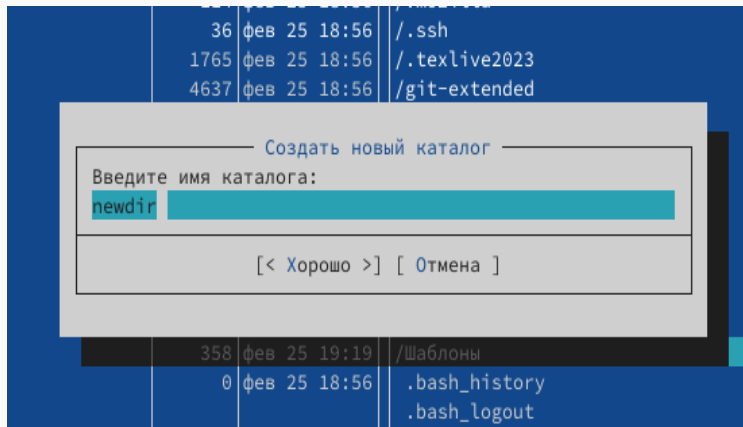 36 фев 25 18:56 /.ssh
1765 фев 25 18:56 /.texlive2023
4637 фев 25 18:56 /git-extended
Создать новый каталог
Введите имя каталога:
newdir
[< Хорошо >] [ Отмена ]
358 фев 25 19:19 /Шаблоны
0 фев 25 18:56 .bash_history
.bash_logout